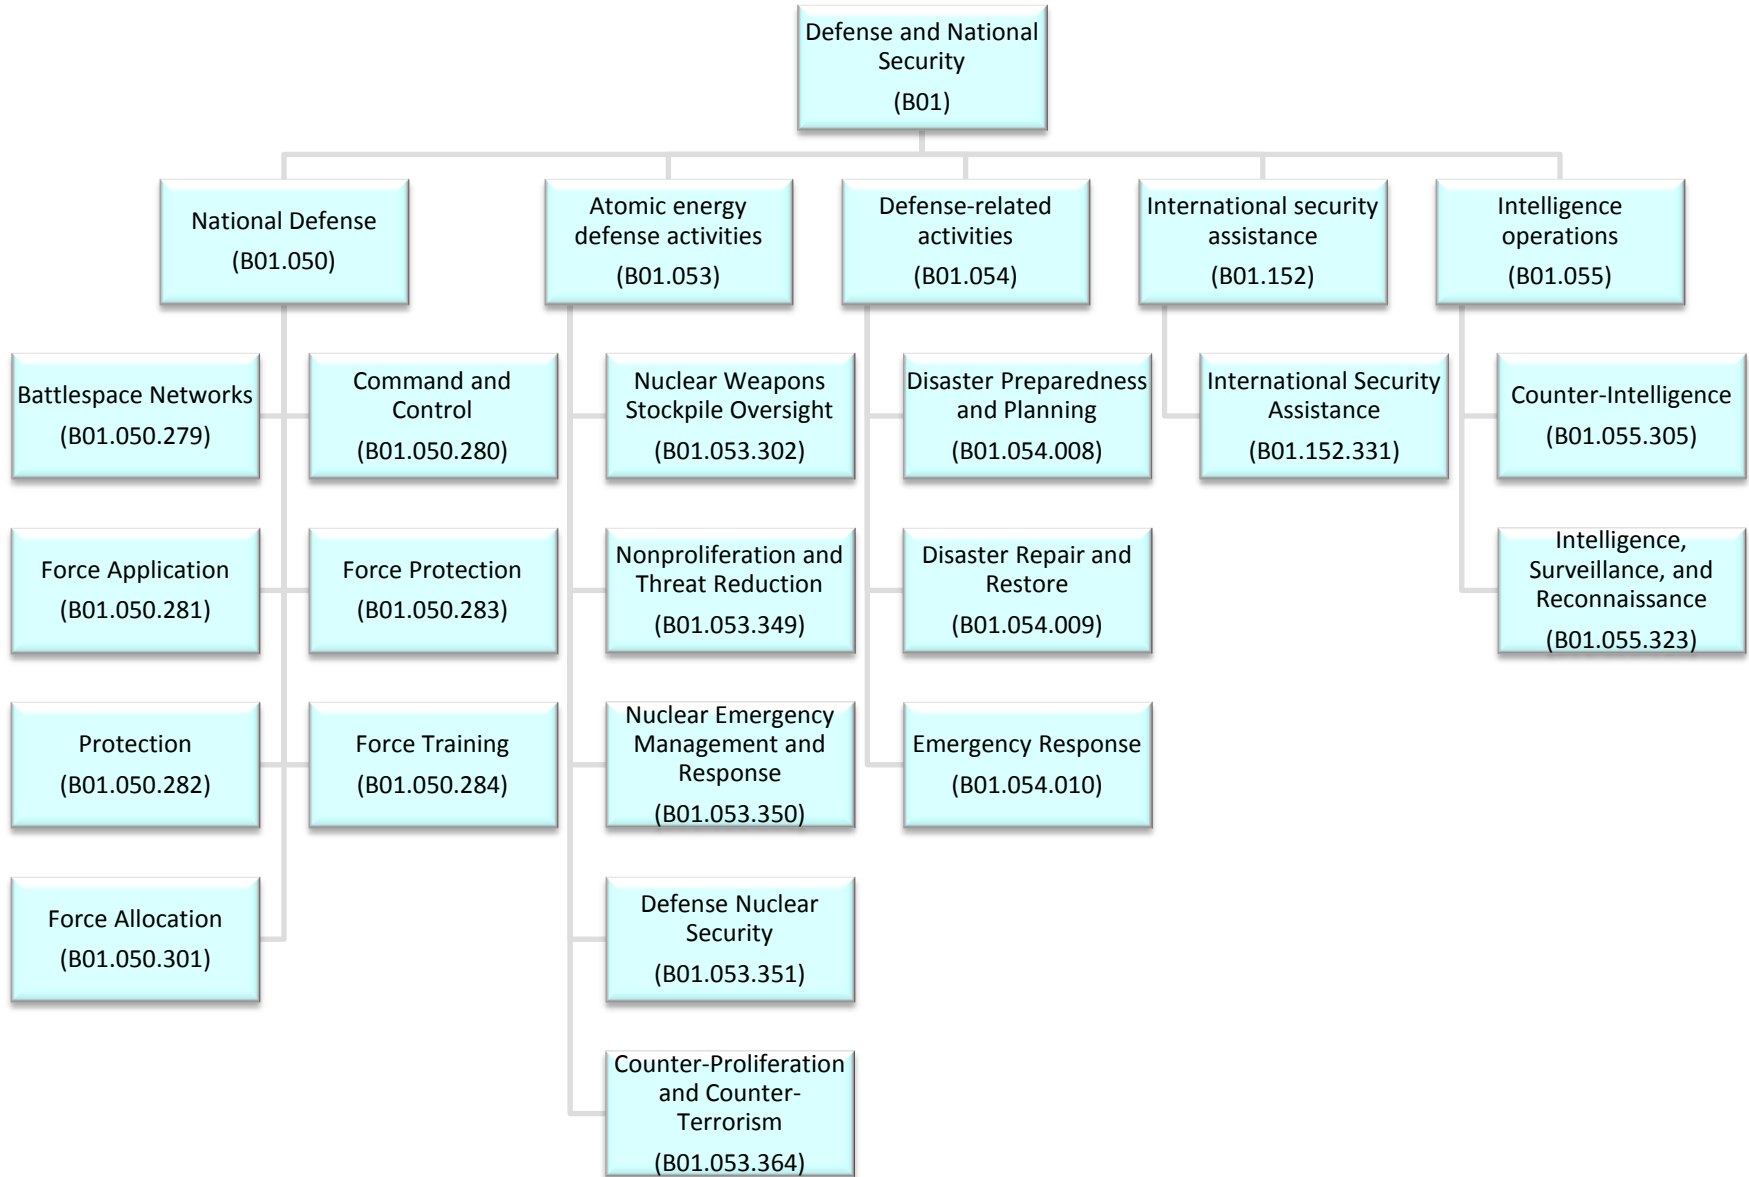 Defense and National
Security
(B01)
National Defense
(B01.050)
Atomic energy
defense activities
(B01.053)
Defense-related
activities
(B01.054)
International security
assistance
(B01.152)
Intelligence
operations
(B01.055)
Battlespace Networks
(B01.050.279)
Command and
Control
(B01.050.280)
Nuclear Weapons
Stockpile Oversight
(B01.053.302)
Disaster Preparedness
and Planning
(B01.054.008)
International Security
Assistance
(B01.152.331)
Counter-Intelligence
(B01.055.305)
Force Application
(B01.050.281)
Force Protection
(B01.050.283)
Nonproliferation and
Threat Reduction
(B01.053.349)
Disaster Repair and
Restore
(B01.054.009)
Intelligence,
Surveillance, and
Reconnaissance
(B01.055.323)
Protection
(B01.050.282)
Force Training
(B01.050.284)
Nuclear Emergency
Management and
Response
(B01.053.350)
Emergency Response
(B01.054.010)
Force Allocation
(B01.050.301)
Defense Nuclear
Security
(B01.053.351)
Counter-Proliferation
and Counter-
Terrorism
(B01.053.364)